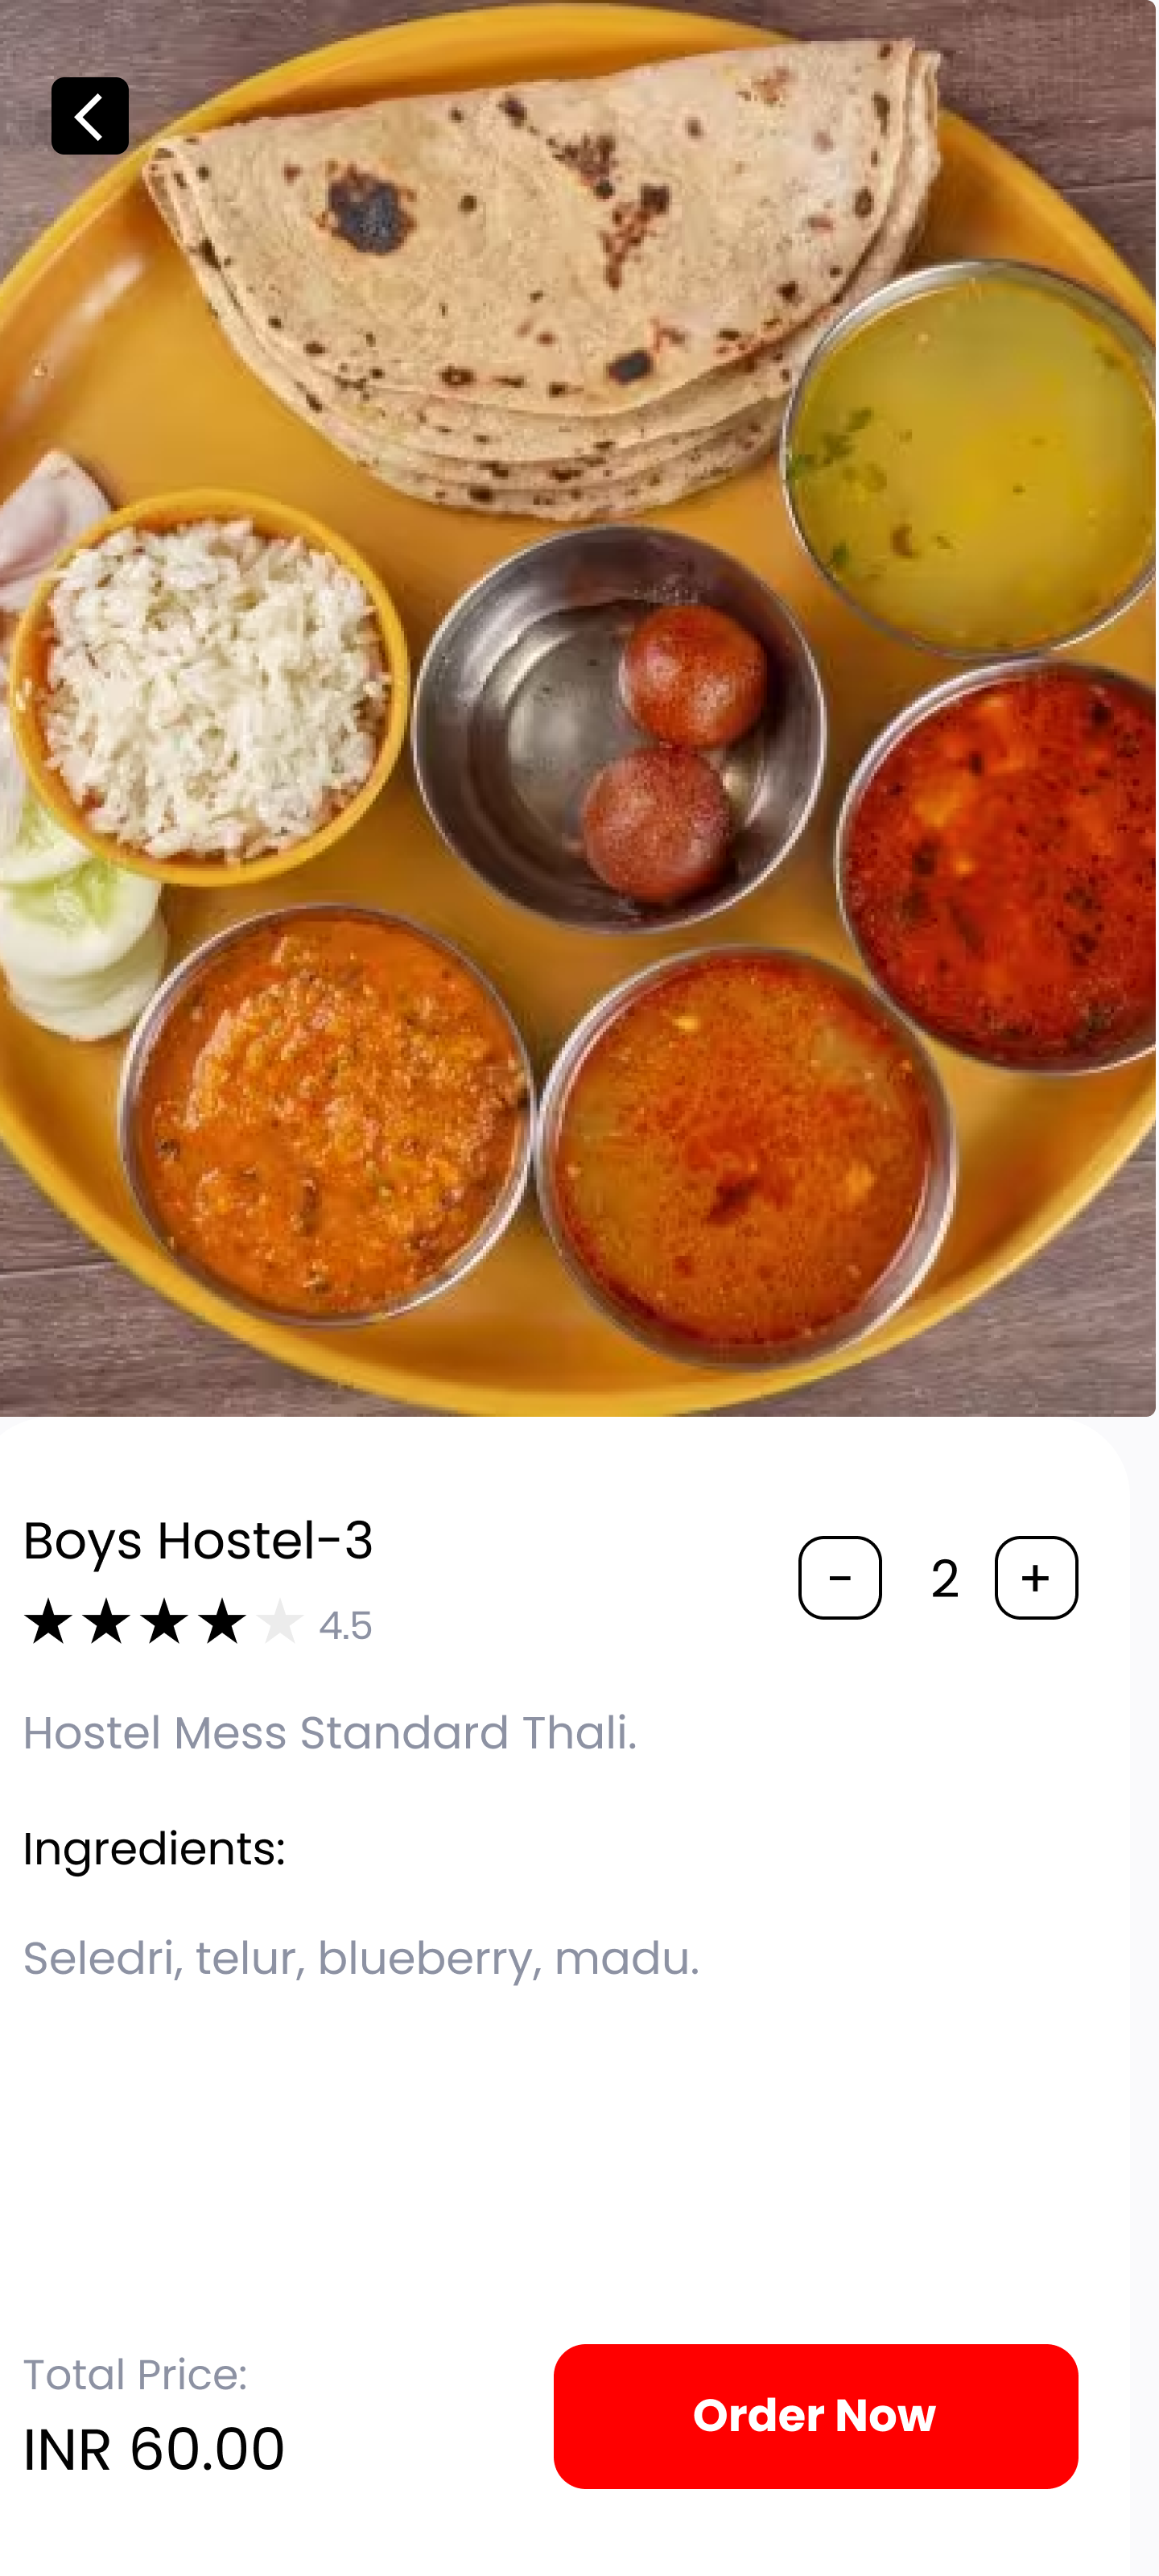 Boys Hostel-3
- 2 +
4.5
Hostel Mess Standard Thali.
Ingredients:
Seledri, telur, blueberry, madu.
Total Price:
INR 60.00
Order Now